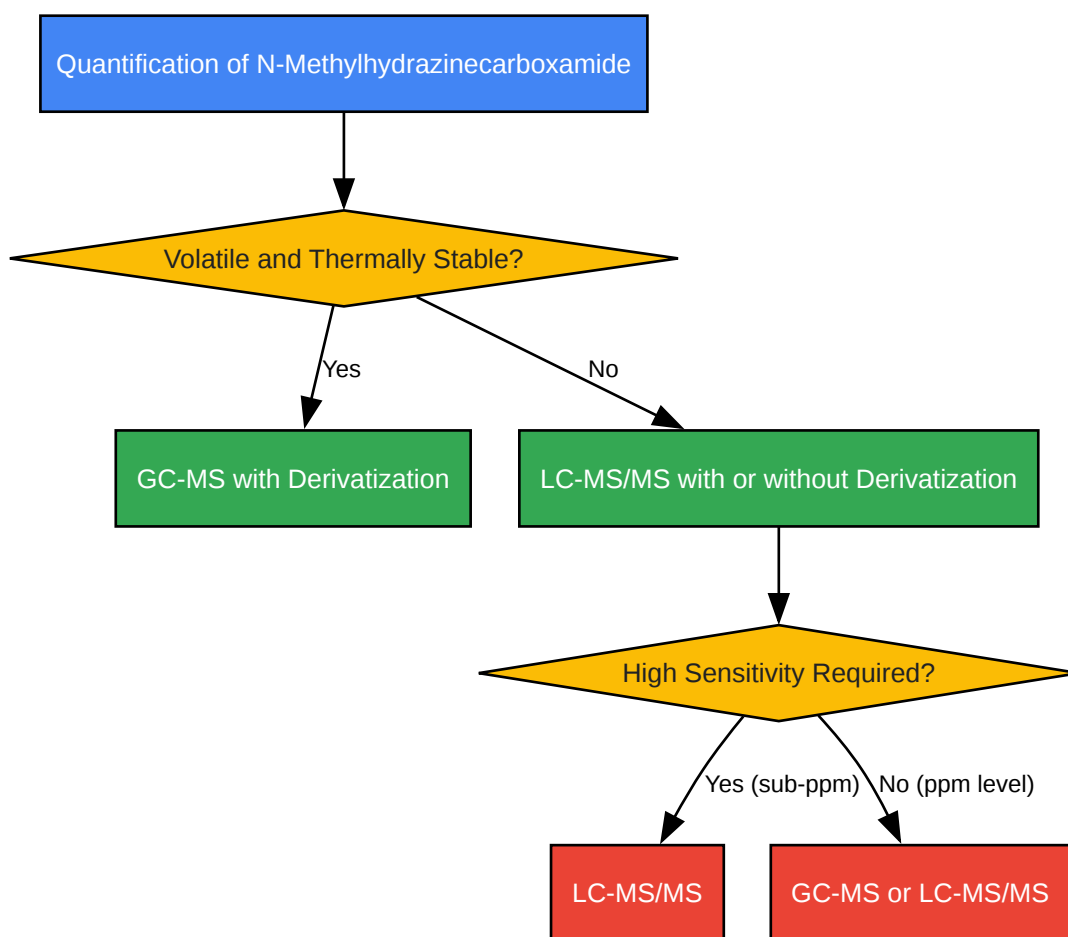 Quantification of N-Methylhydrazinecarboxamide
Volatile and Thermally Stable?
Yes
No
GC-MS with Derivatization
LC-MS/MS with or without Derivatization
High Sensitivity Required?
Yes (sub-ppm)
No (ppm level)
LC-MS/MS
GC-MS or LC-MS/MS